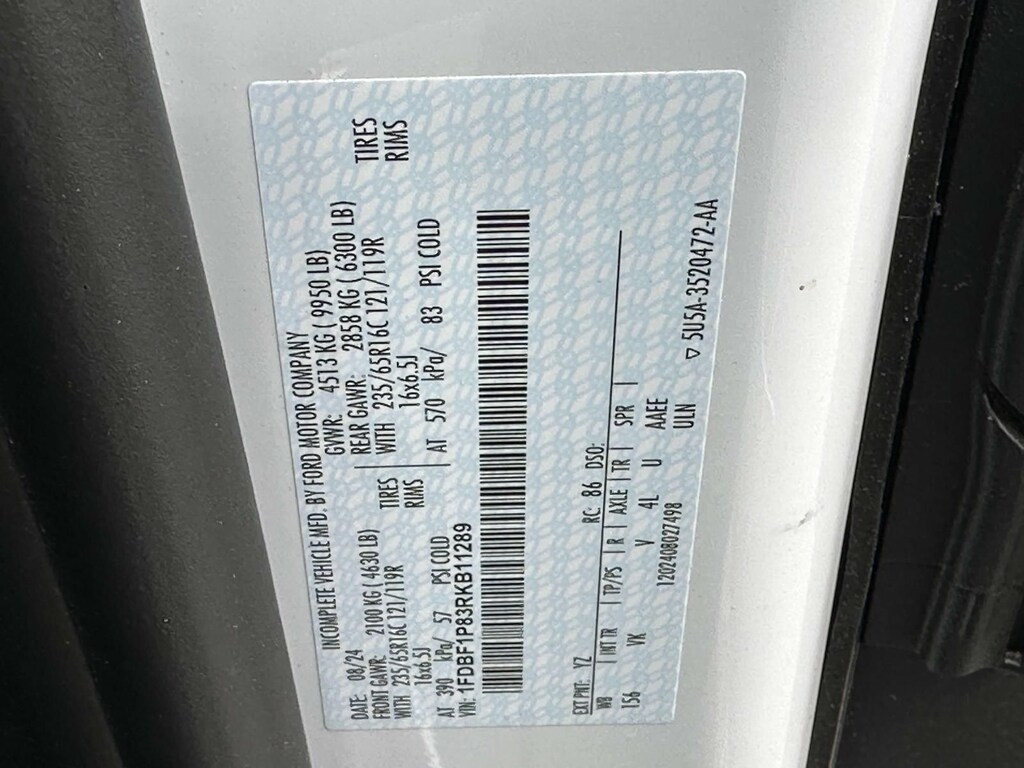 INCOMPLETE VEHICLE MFD. BY FORD MOTOR COMPANY
DATE: 08/24 GVWR: 4513 KG ( 9950 LB)
FRONT GAWR: 2100 KG ( 4630 LB) REAR GAWR: 2858 KG ( 6300 LB)
WITH 235/65R16C 121/119R TIRES WITH 235/65R16C 121/119R TIRES
16x6.5J RIMS 16x6.5J RIMS
AT 390 kPa/ 57 PSI COLD AT 570 kPa/ 83 PSI COLD
VIN: 1FDBF1P83RKB11289
EXT PNT: YZ RC: 86 DSO:
WB INTR TP/PS R AXLE TR SPR
156 VK V 4L U AAEE
1202408027498 ULN
▽ 5U5A-3520472-AA